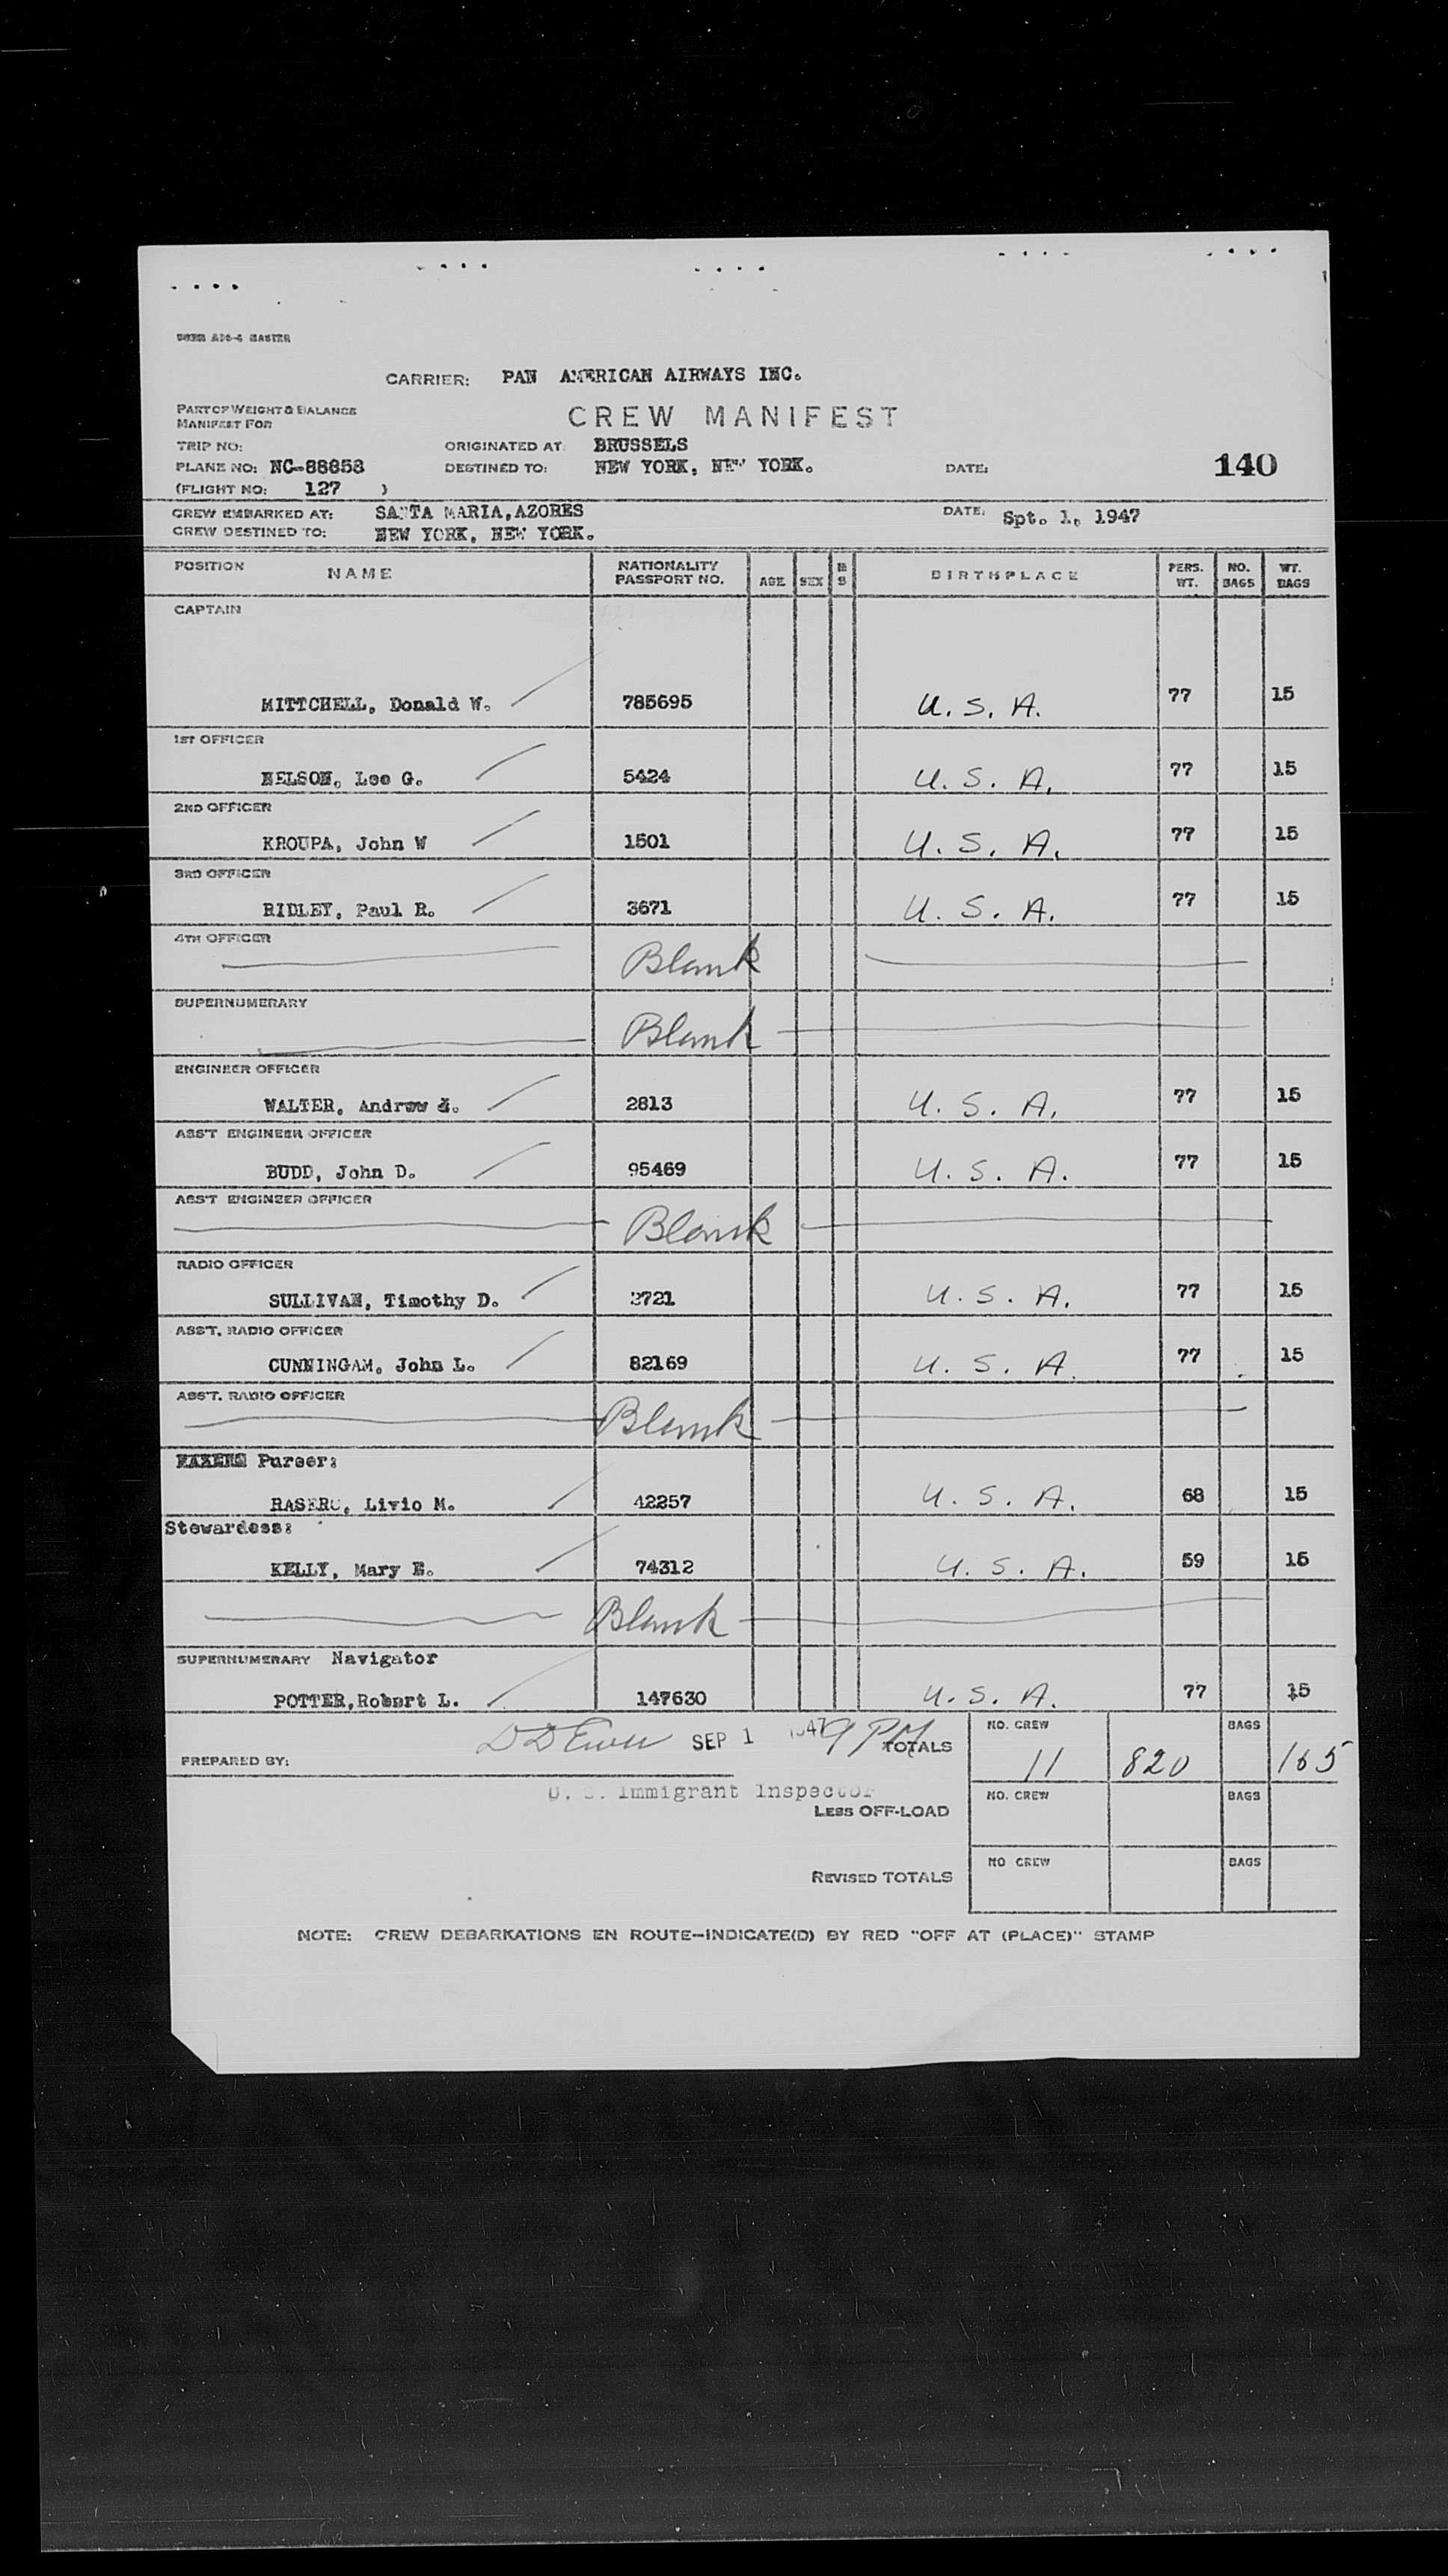 CARRIER: PAN AMERICAN AIRWAYS INC.
PART OF WEIGHT & BALANCE
MANIFEST FOR
CREW MANIFEST
TRIP NO: ORIGINATED AT: BRUSSELS
PLANE NO: NC-88858 DESTINED TO: NEW YORK, NEW YORK. DATE: 140
(FLIGHT NO: 127 )
CREW EMBARKED AT: SANTA MARIA,AZORES DATE: Spt. 1, 1947
CREW DESTINED TO: NEW YORK, NEW YORK.
POSITION NAME NATIONALITY PASSPORT NO. AGE SEX M S BIRTHPLACE PERS. WT. NO. BAGS WT. BAGS
CAPTAIN
MITTCHELL, Donald W. 785695 U. S. A. 77 15
1ST OFFICER
NELSON, Lee G. 5424 U. S. A. 77 15
2ND OFFICER
KROUPA, John W 1501 U. S. A. 77 15
3RD OFFICER
RIDLEY, Paul R. 3671 U. S. A. 77 15
4TH OFFICER
Blank
SUPERNUMERARY
Blank
ENGINEER OFFICER
WALTER, Andrew 2813 U. S. A. 77 15
ASS'T ENGINEER OFFICER
BUDD, John D. 95469 U. S. A. 77 15
ASS'T ENGINEER OFFICER
Blank
RADIO OFFICER
SULLIVAN, Timothy D. 2721 U. S. A. 77 15
ASS'T. RADIO OFFICER
CUNNINGAM, John L. 82169 U. S. A. 77 15
ASS'T. RADIO OFFICER
Blank
Purser:
RASERO, Livio M. 42257 U. S. A. 68 15
Stewardess:
KELLY, Mary E. 74312 U. S. A. 59 15
Blank
SUPERNUMERARY Navigator
POTTER,Robert L. 147630 U. S. A. 77 15
SEP 1 1947 9 PM
PREPARED BY: TOTALS NO. CREW 11 820 BAGS 165
U. S. Immigrant Inspector
LESS OFF-LOAD NO. CREW BAGS
REVISED TOTALS NO CREW BAGS
NOTE: CREW DEBARKATIONS EN ROUTE-INDICATE(D) BY RED "OFF AT (PLACE)" STAMP